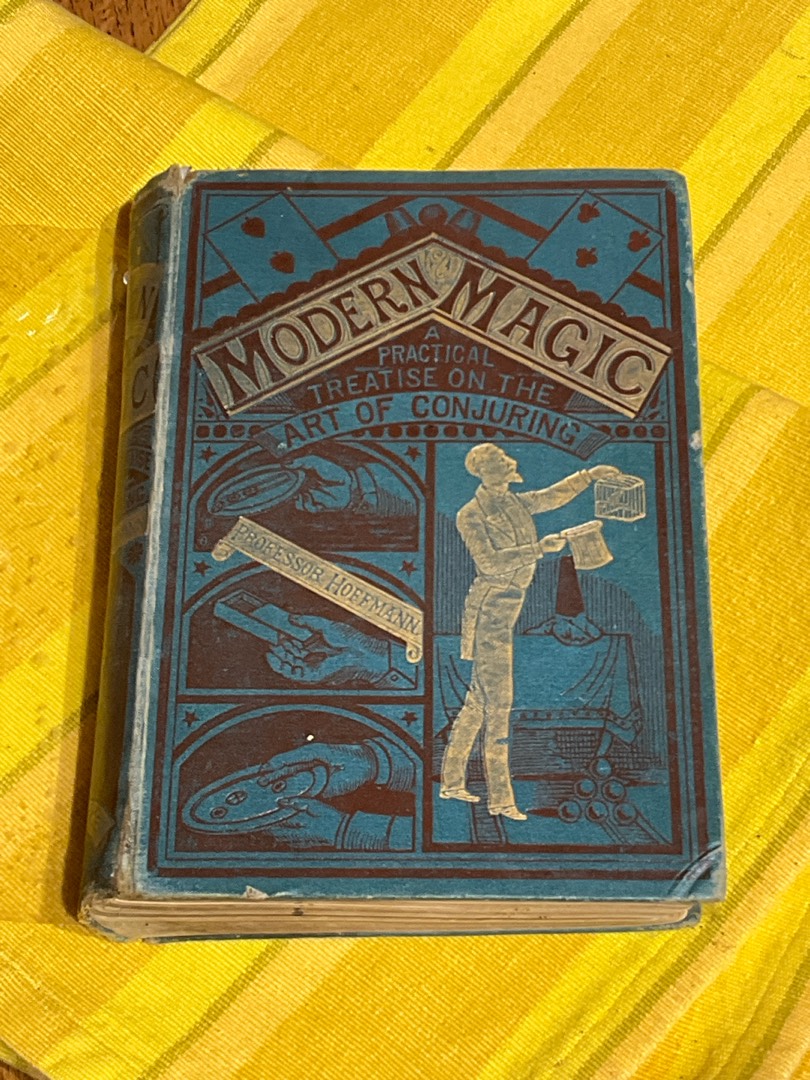 MODERN MAGIC
A
PRACTICAL
TREATISE ON THE
ART OF CONJURING
PROFESSOR HOFFMANN.